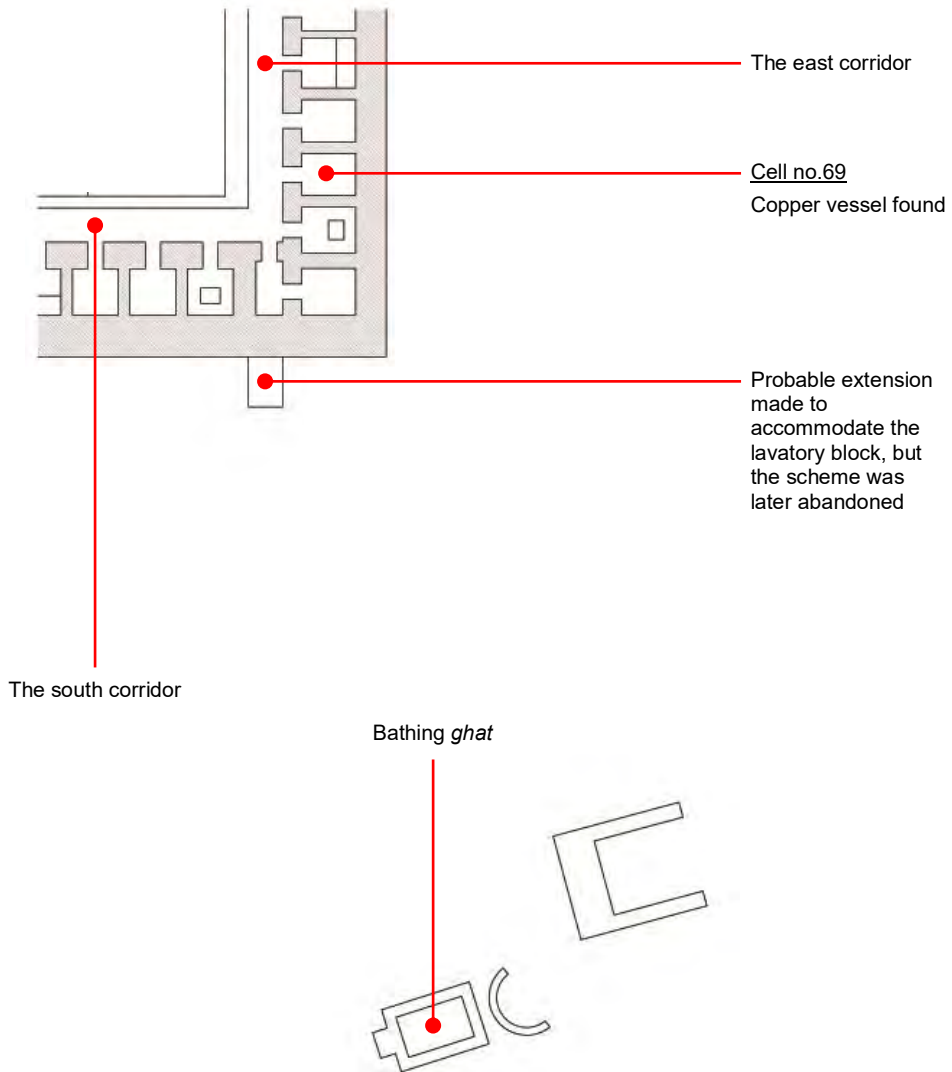 The east corridor
Cell no.69
Copper vessel found
Probable extension
made to
accommodate the
lavatory block, but
the scheme was
later abandoned
The south corridor
Bathing ghat